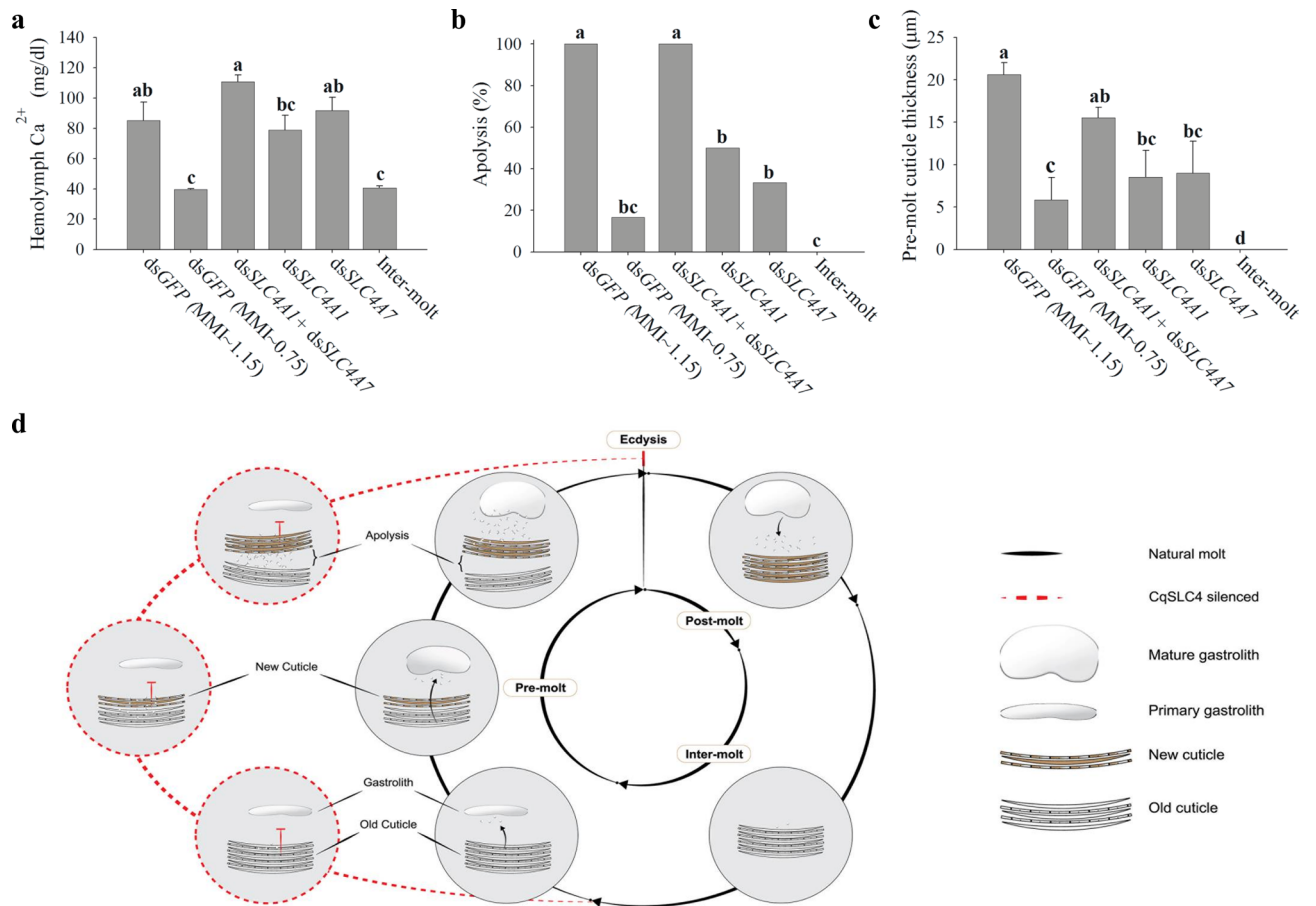 a
Hemolymph Ca2+ (mg/dl)
140
120
100
80
60
40
20
0
ab
c
a
bc
ab
c
dsGFP (MMI~1.15)
dsGFP (MMI~0.75)
dsSLC4A1 + dsSLC4A7
dsSLC4A1
dsSLC4A7
Inter-molt
b
Apolysis (%)
100
80
60
40
20
0
a
bc
a
b
b
c
dsGFP (MMI~1.15)
dsGFP (MMI~0.75)
dsSLC4A1 + dsSLC4A7
dsSLC4A1
dsSLC4A7
Inter-molt
c
Pre-molt cuticle thickness (µm)
25
20
15
10
5
0
a
c
ab
bc
bc
d
dsGFP (MMI~1.15)
dsGFP (MMI~0.75)
dsSLC4A1 + dsSLC4A7
dsSLC4A1
dsSLC4A7
Inter-molt
d
Ecdysis
Apolysis
New Cuticle
Gastrolith
Old Cuticle
Post-molt
Pre-molt
Inter-molt
Natural molt
CqSLC4 silenced
Mature gastrolith
Primary gastrolith
New cuticle
Old cuticle